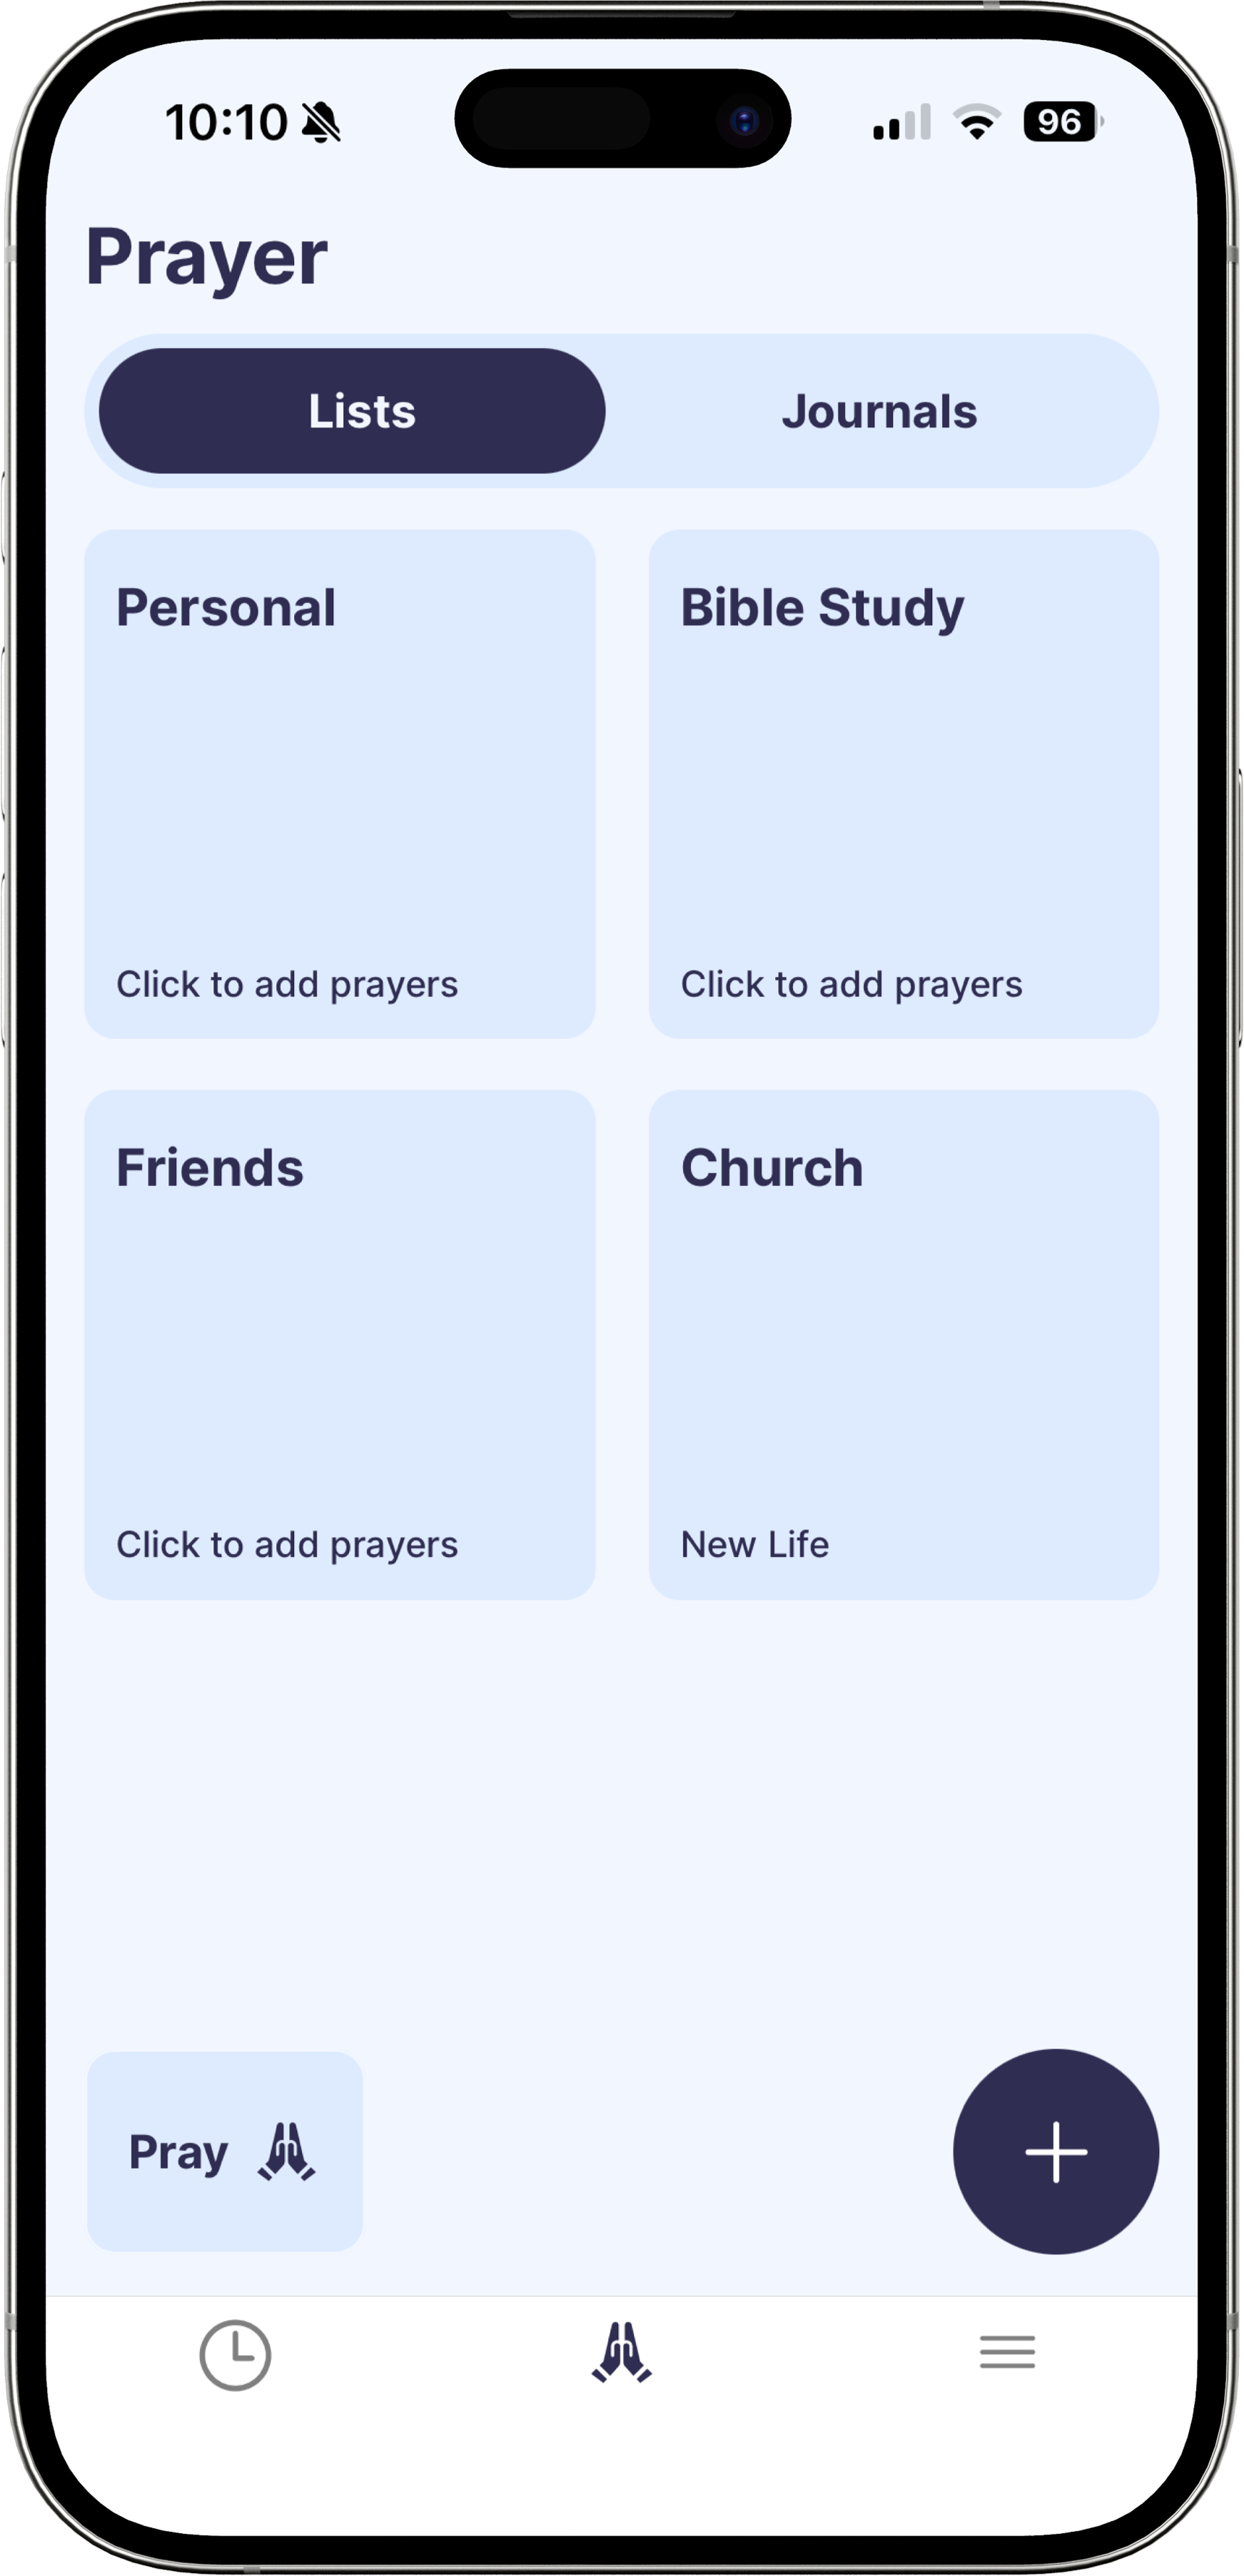 10:10
96
Prayer
Lists
Journals
Personal
Bible Study
Click to add prayers
Click to add prayers
Friends
Church
Click to add prayers
New Life
Pray